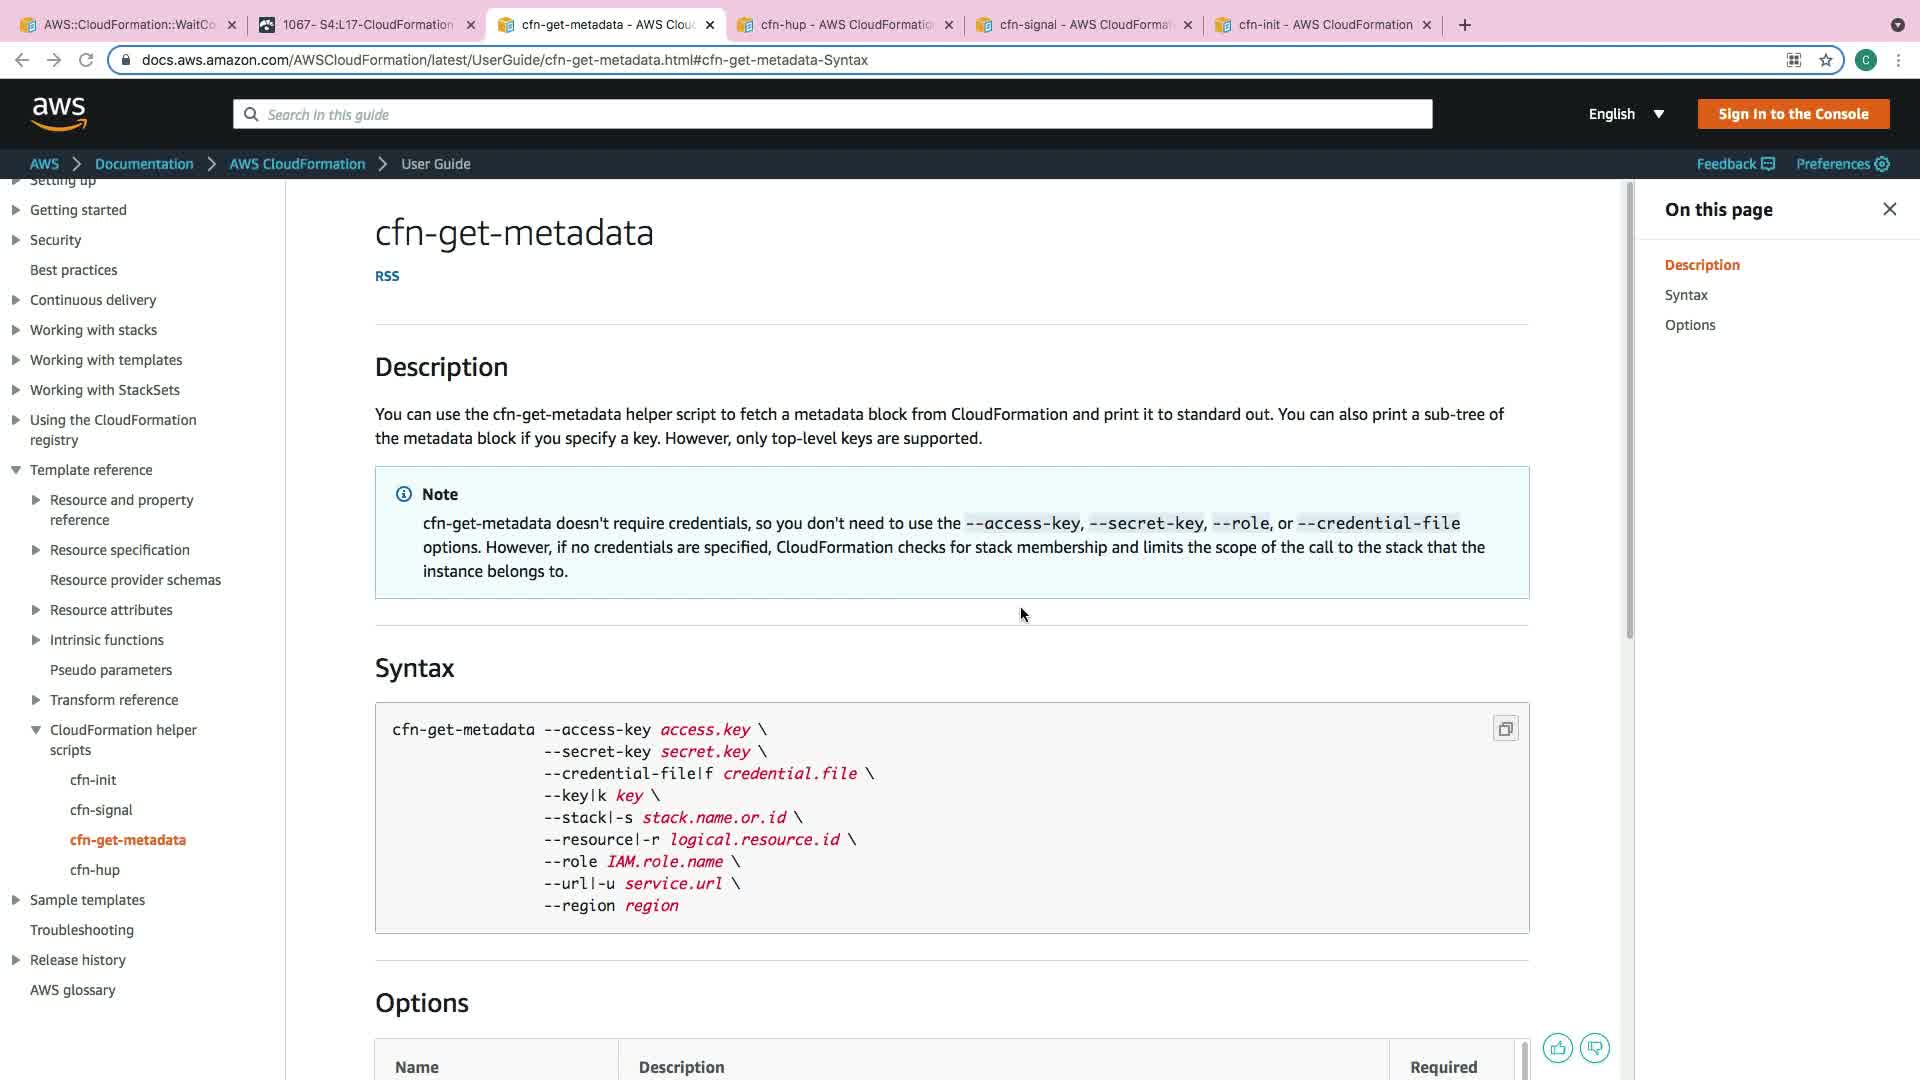 AWS::CloudFormation::WaitCo
1067- S4:L17-CloudFormation
cfn-get-metadata - AWS Clou
cfn-hup - AWS CloudFormatio
cfn-signal - AWS CloudForma
cfn-init - AWS CloudFormation
docs.aws.amazon.com/AWSCloudFormation/latest/UserGuide/cfn-get-metadata.html#cfn-get-metadata-Syntax
C
aws
Search in this guide
English
Sign In to the Console
AWS
Documentation
AWS CloudFormation
User Guide
Feedback
Preferences
Setting up
Getting started
Security
Best practices
Continuous delivery
Working with stacks
Working with templates
Working with StackSets
Using the CloudFormation
registry
Template reference
Resource and property
reference
Resource specification
Resource provider schemas
Resource attributes
Intrinsic functions
Pseudo parameters
Transform reference
CloudFormation helper
scripts
cfn-init
cfn-signal
cfn-get-metadata
cfn-hup
Sample templates
Troubleshooting
Release history
AWS glossary
cfn-get-metadata
RSS
Description
You can use the cfn-get-metadata helper script to fetch a metadata block from CloudFormation and print it to standard out. You can also print a sub-tree of
the metadata block if you specify a key. However, only top-level keys are supported.
Note
cfn-get-metadata doesn't require credentials, so you don't need to use the --access-key, --secret-key, --role, or --credential-file
options. However, if no credentials are specified, CloudFormation checks for stack membership and limits the scope of the call to the stack that the
instance belongs to.
Syntax
cfn-get-metadata --access-key access.key \
--secret-key secret.key \
--credential-file|f credential.file \
--key|k key \
--stack|-s stack.name.or.id \
--resource|-r logical.resource.id \
--role IAM.role.name \
--url|-u service.url \
--region region
Options
Name
Description
Required
On this page
Description
Syntax
Options